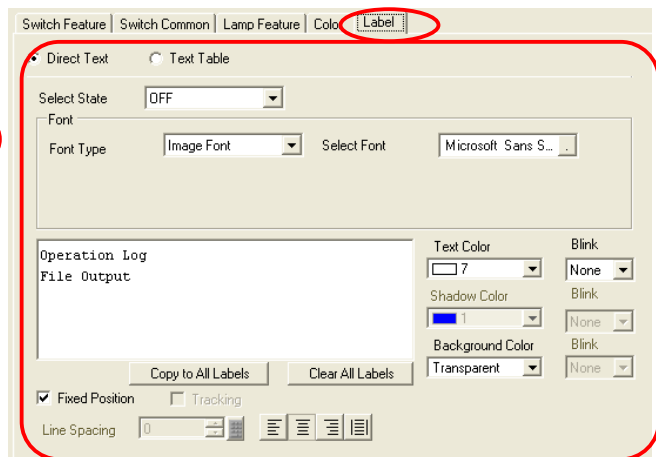 Switch Feature Switch Common Lamp Feature Colo Label
Direct Text Text Table
Select State OFF
Font
Font Type Image Font Select Font Microsoft Sans S... .
Operation Log
File Output
Text Color Blink
7 None
Shadow Color Blink
1 None
Background Color Blink
Transparent None
Copy to All Labels Clear All Labels
Fixed Position Tracking
Line Spacing 0